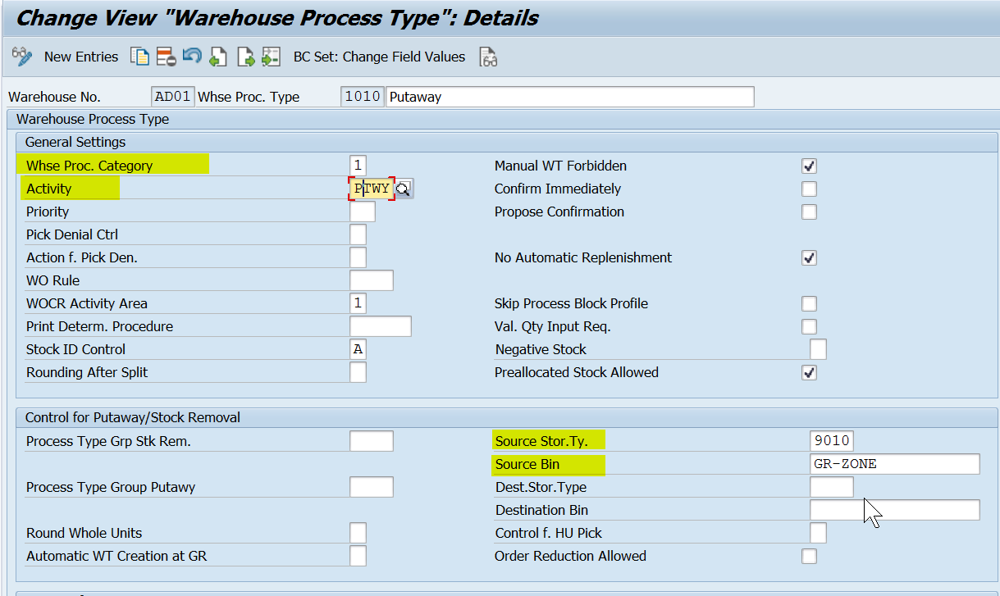 Change View "Warehouse Process Type": Details
New Entries BC Set: Change Field Values
Warehouse No. AD01 Whse Proc. Type 1010 Putaway
Warehouse Process Type
General Settings
Whse Proc. Category 1 Manual WT Forbidden
Activity PTWY Confirm Immediately
Priority Propose Confirmation
Pick Denial Ctrl
Action f. Pick Den. No Automatic Replenishment
WO Rule
WOCR Activity Area 1 Skip Process Block Profile
Print Determ. Procedure Val. Qty Input Req.
Stock ID Control A Negative Stock
Rounding After Split Preallocated Stock Allowed
Control for Putaway/Stock Removal
Process Type Grp Stk Rem. Source Stor.Ty. 9010
Source Bin GR-ZONE
Process Type Group Putawy Dest.Stor.Type
Destination Bin
Round Whole Units Control f. HU Pick
Automatic WT Creation at GR Order Reduction Allowed